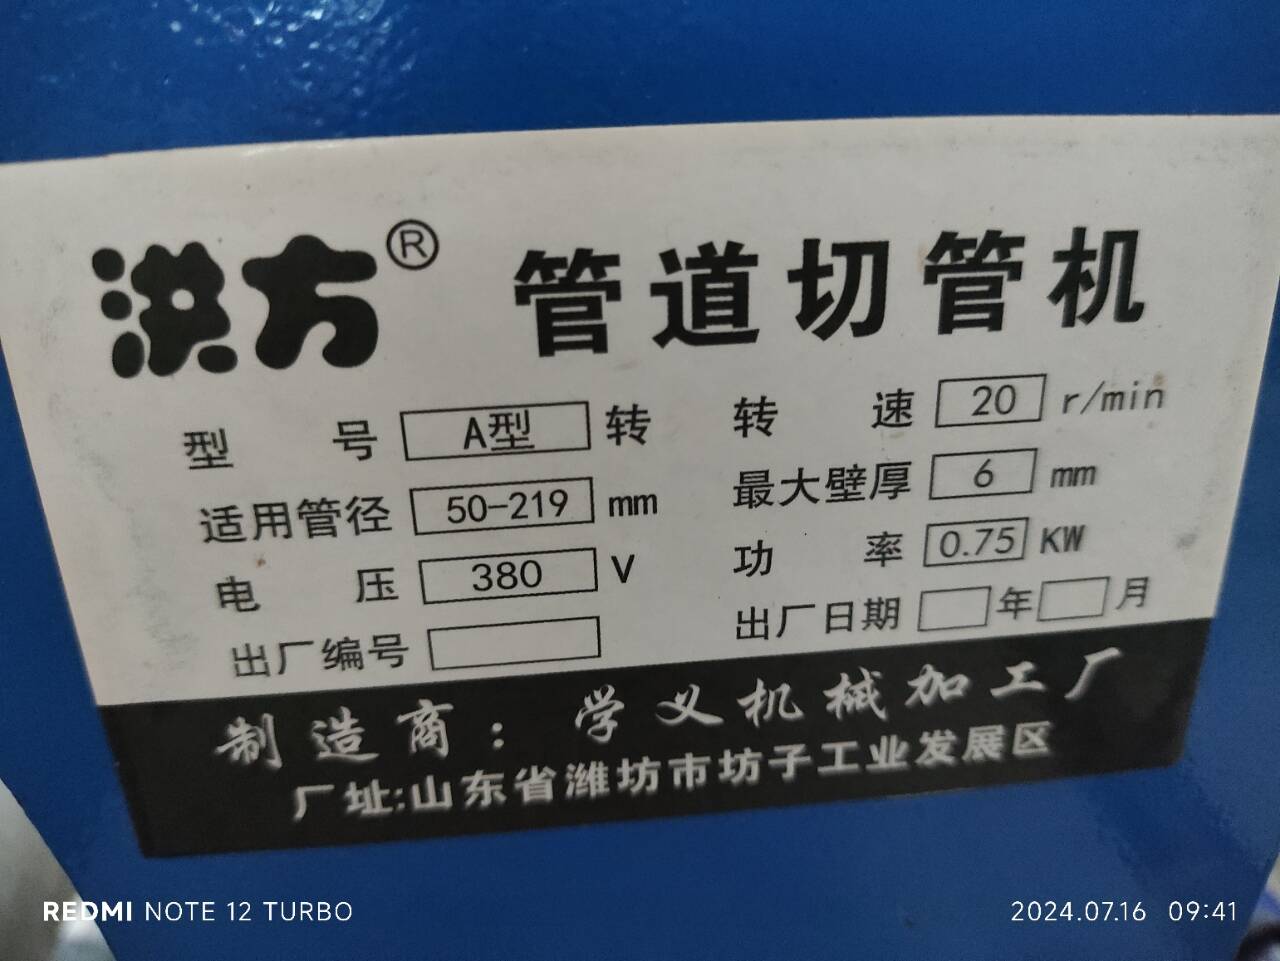 洪方® 管道切管机
型号 A型 转 转速 20 r/min
适用管径 50-219 mm 最大壁厚 6 mm
电压 380 V 功率 0.75 KW
出厂编号 出厂日期 年 月
制造商：学义机械加工厂
厂址:山东省潍坊市坊子工业发展区
REDMI NOTE 12 TURBO 2024.07.16 09:41